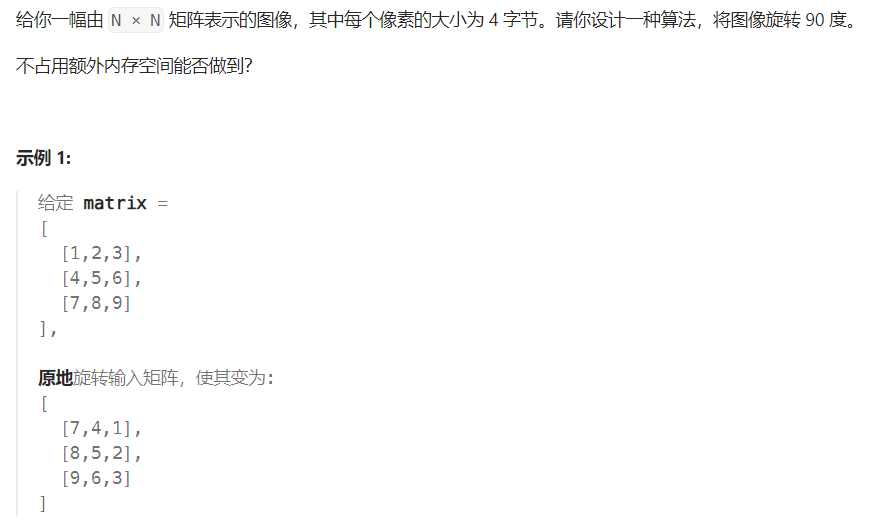 给你一幅由 N × N 矩阵表示的图像，其中每个像素的大小为 4 字节。请你设计一种算法，将图像旋转 90 度。
不占用额外内存空间能否做到？
示例 1:
给定 matrix =
[
[1,2,3],
[4,5,6],
[7,8,9]
],
原地旋转输入矩阵，使其变为:
[
[7,4,1],
[8,5,2],
[9,6,3]
]